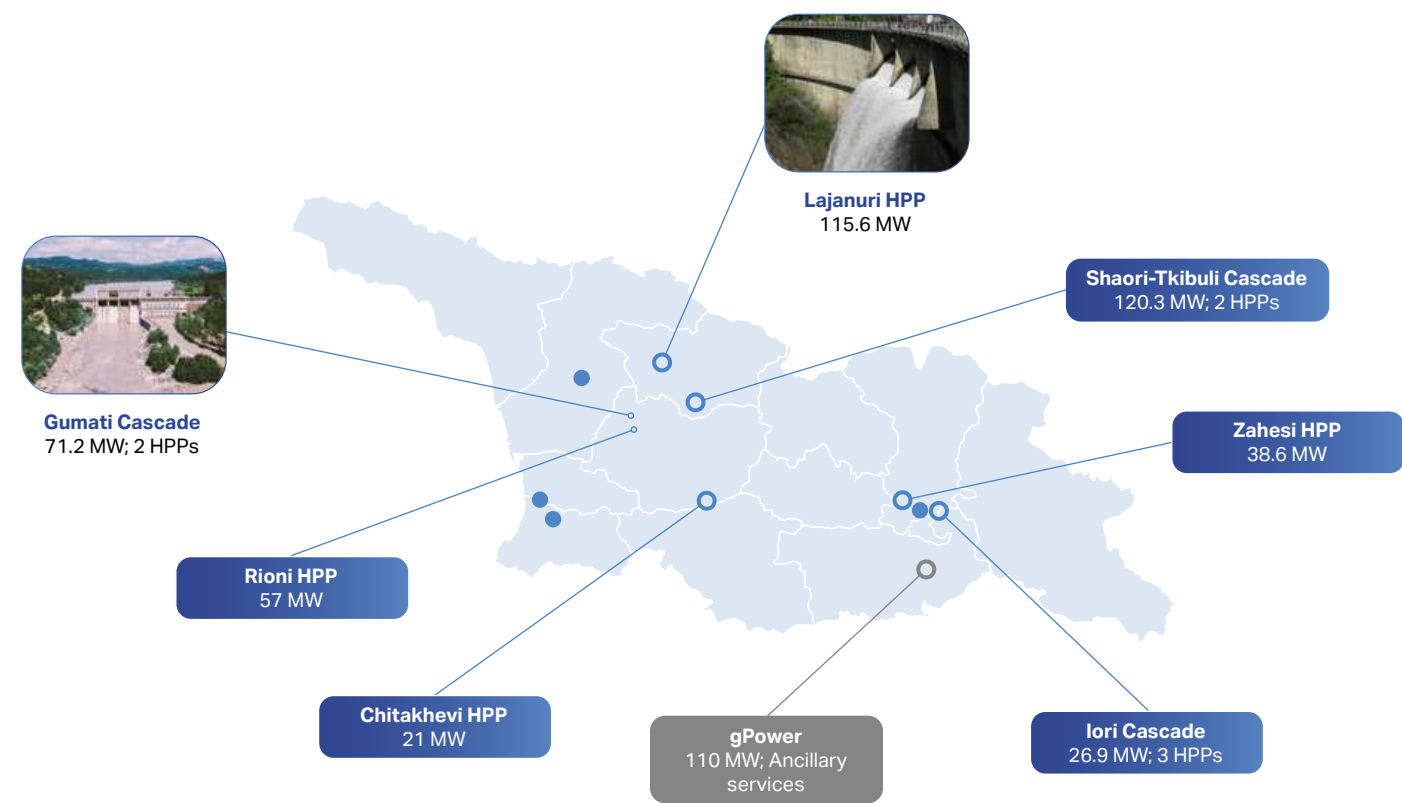 Lajanuri HPP
115.6 MW
Shaori-Tkibuli Cascade
120.3 MW; 2 HPPs
Gumati Cascade
71.2 MW; 2 HPPs
Zahesi HPP
38.6 MW
Rioni HPP
57 MW
Chitakhevi HPP
21 MW
gPower
110 MW; Ancillary
services
Iori Cascade
26.9 MW; 3 HPPs